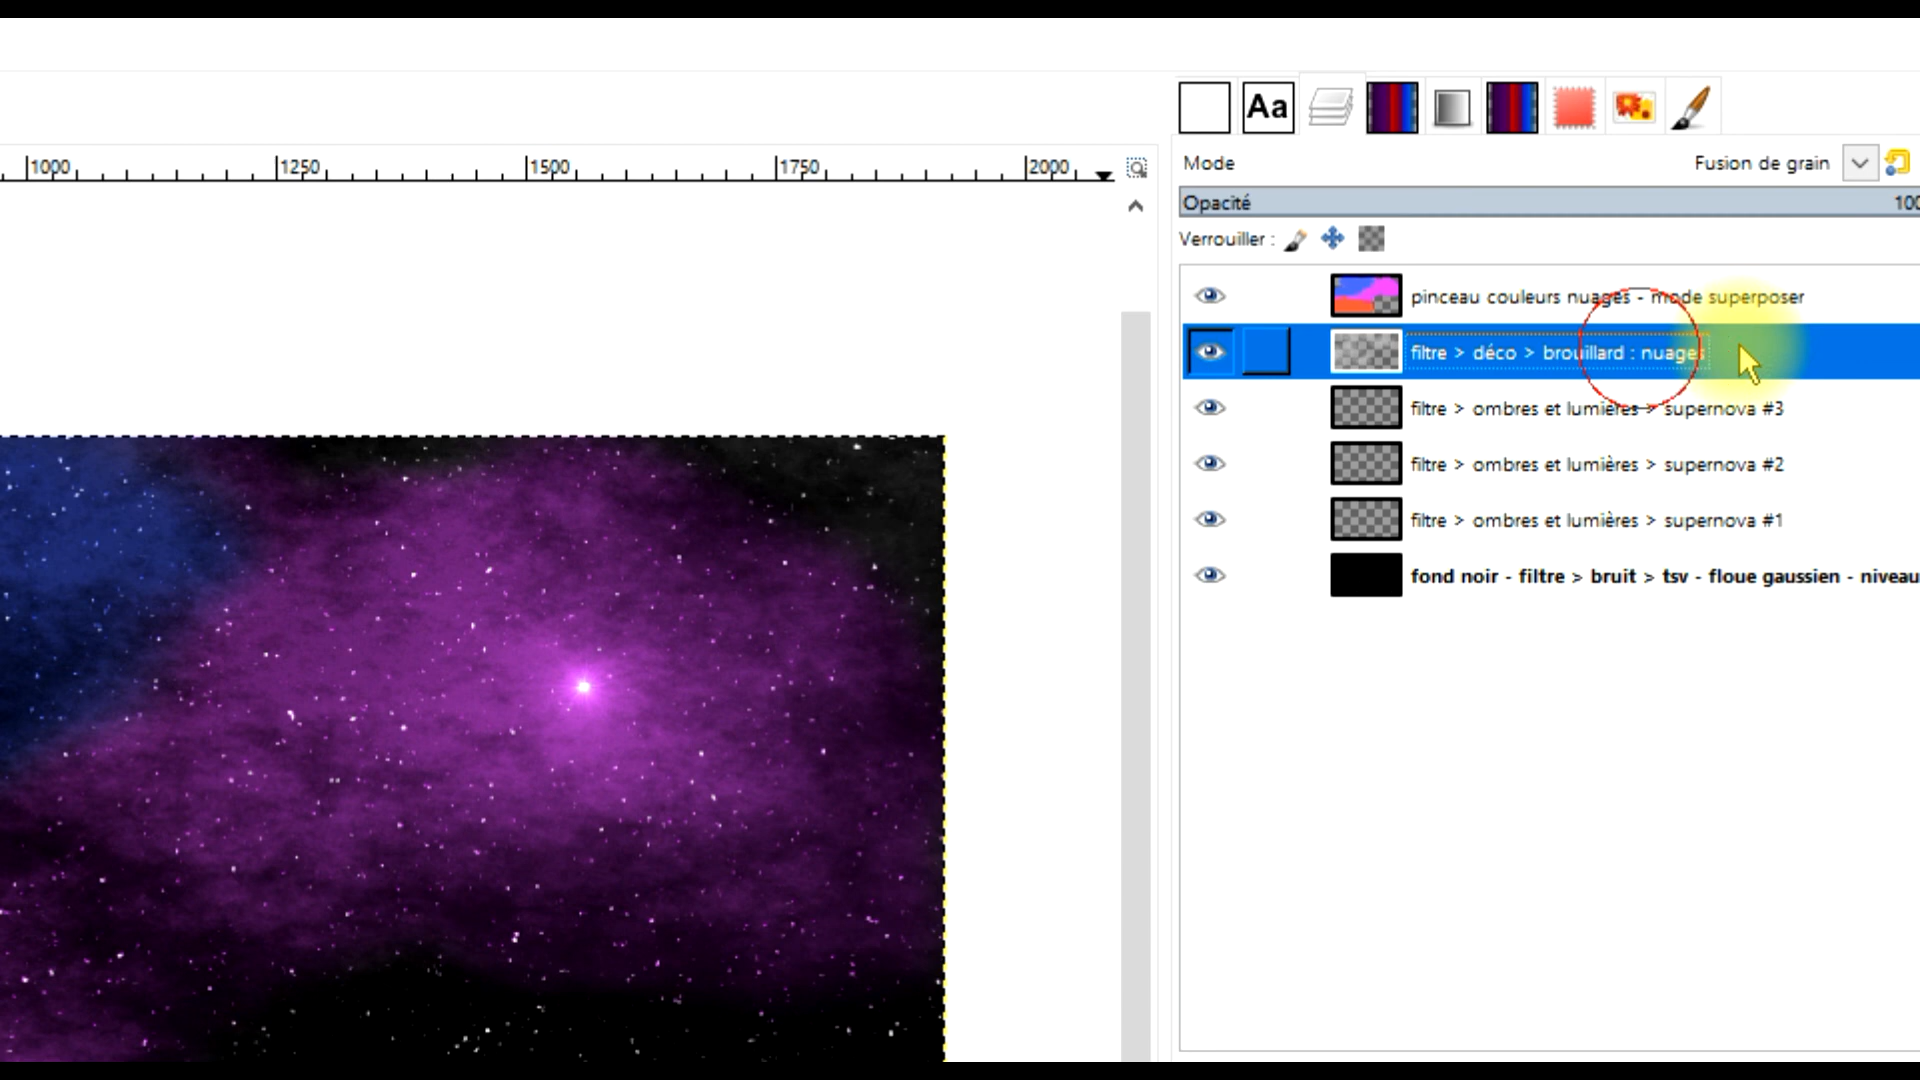 Aa
1000 1250 1500 1750 2000
Mode Fusion de grain
Opacité 100
Verrouiller :
pinceau couleurs nuages - mode superposer
filtre > déco > brouillard : nuages
filtre > ombres et lumières > supernova #3
filtre > ombres et lumières > supernova #2
filtre > ombres et lumières > supernova #1
fond noir - filtre > bruit > tsv - floue gaussien - niveau